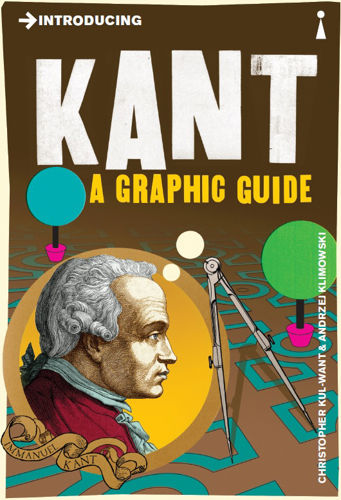 INTRODUCING
KANT
A GRAPHIC GUIDE
CHRISTOPHER KUL-WANT & ANDRZEJ KLIMOWSKI
IMMANUEL
KANT